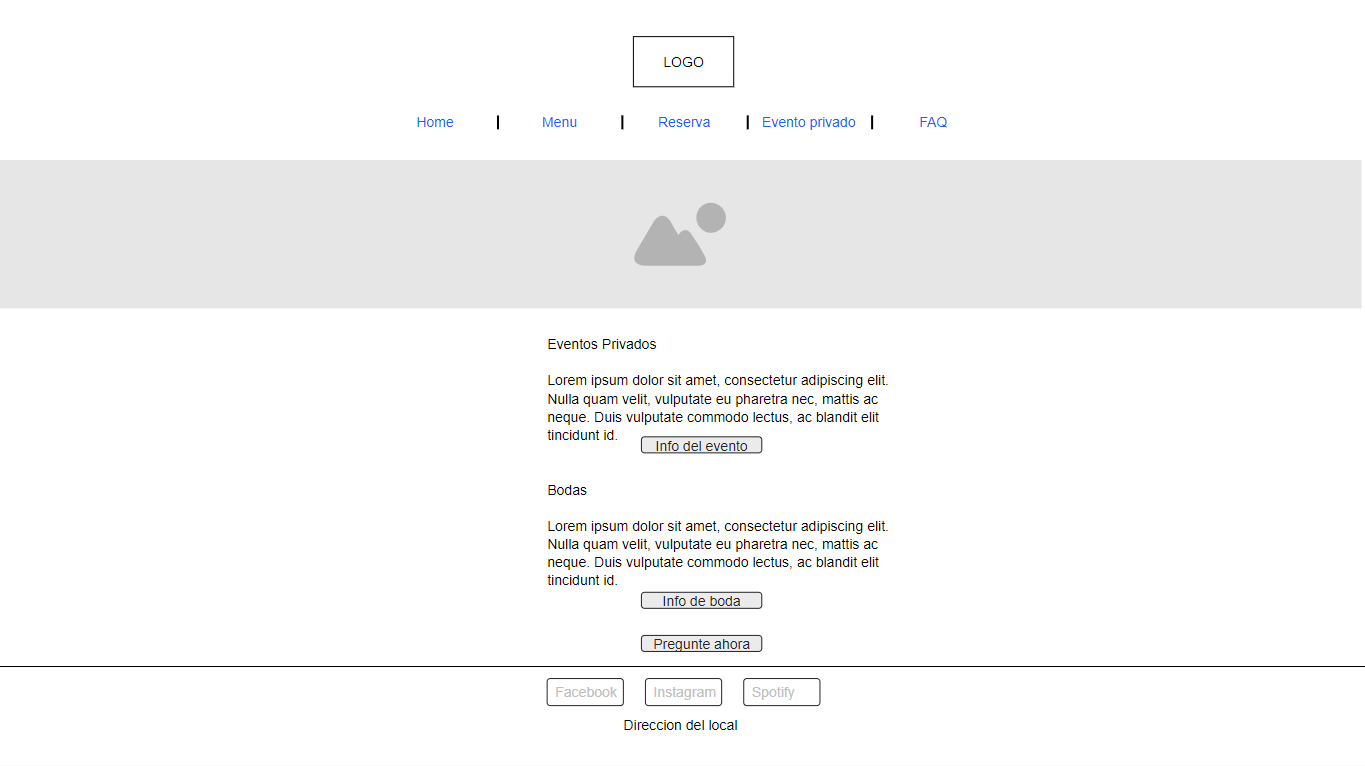 LOGO
Home | Menu | Reserva | Evento privado | FAQ
Eventos Privados
Lorem ipsum dolor sit amet, consectetur adipiscing elit.
Nulla quam velit, vulputate eu pharetra nec, mattis ac
neque. Duis vulputate commodo lectus, ac blandit elit
tincidunt id.
Info del evento
Bodas
Lorem ipsum dolor sit amet, consectetur adipiscing elit.
Nulla quam velit, vulputate eu pharetra nec, mattis ac
neque. Duis vulputate commodo lectus, ac blandit elit
tincidunt id.
Info de boda
Pregunte ahora
Facebook Instagram Spotify
Direccion del local